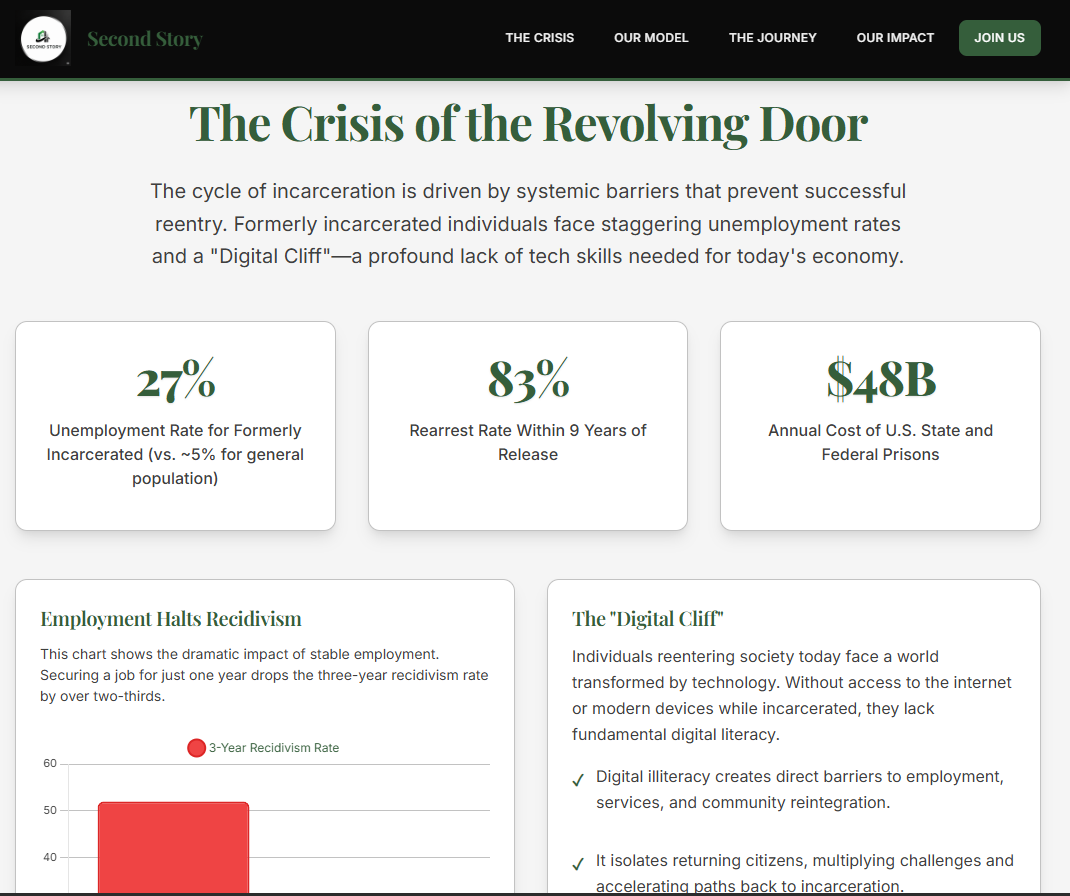 SECOND STORY
Second Story
THE CRISIS
OUR MODEL
THE JOURNEY
OUR IMPACT
JOIN US
The Crisis of the Revolving Door
The cycle of incarceration is driven by systemic barriers that prevent successful
reentry. Formerly incarcerated individuals face staggering unemployment rates
and a "Digital Cliff"—a profound lack of tech skills needed for today's economy.
27%
Unemployment Rate for Formerly
Incarcerated (vs. ~5% for general
population)
83%
Rearrest Rate Within 9 Years of
Release
$48B
Annual Cost of U.S. State and
Federal Prisons
Employment Halts Recidivism
This chart shows the dramatic impact of stable employment.
Securing a job for just one year drops the three-year recidivism rate
by over two-thirds.
3-Year Recidivism Rate
60
50
40
The "Digital Cliff"
Individuals reentering society today face a world
transformed by technology. Without access to the internet
or modern devices while incarcerated, they lack
fundamental digital literacy.
✓ Digital illiteracy creates direct barriers to employment,
services, and community reintegration.
✓ It isolates returning citizens, multiplying challenges and
accelerating paths back to incarceration.